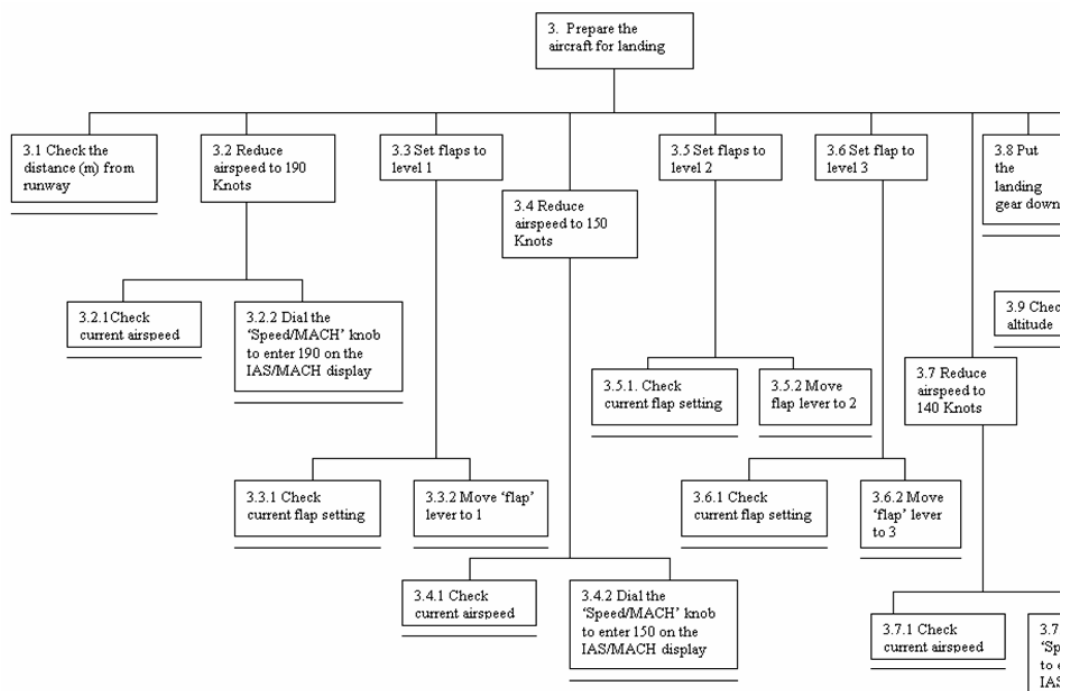 3. Prepare the
aircraft for landing
3.1 Check the
distance (m) from
runway
3.2 Reduce
airspeed to 190
Knots
3.3 Set flaps to
level 1
3.4 Reduce
airspeed to 150
Knots
3.5 Set flaps to
level 2
3.6 Set flap to
level 3
3.8 Put
the
landing
gear down
3.2.1Check
current airspeed
3.2.2 Dial the
‘Speed/MACH’ knob
to enter 190 on the
IAS/MACH display
3.9 Chec
altitude
3.5.1. Check
current flap setting
3.5.2 Move
flap lever to 2
3.7 Reduce
airspeed to
140 Knots
3.3.1 Check
current flap setting
3.3.2 Move ‘flap’
lever to 1
3.6.1 Check
current flap setting
3.6.2 Move
‘flap’ lever
to 3
3.4.1 Check
current airspeed
3.4.2 Dial the
‘Speed/MACH’ knob
to enter 150 on the
IAS/MACH display
3.7.1 Check
current airspeed
3.7
‘Sp
to
IAS